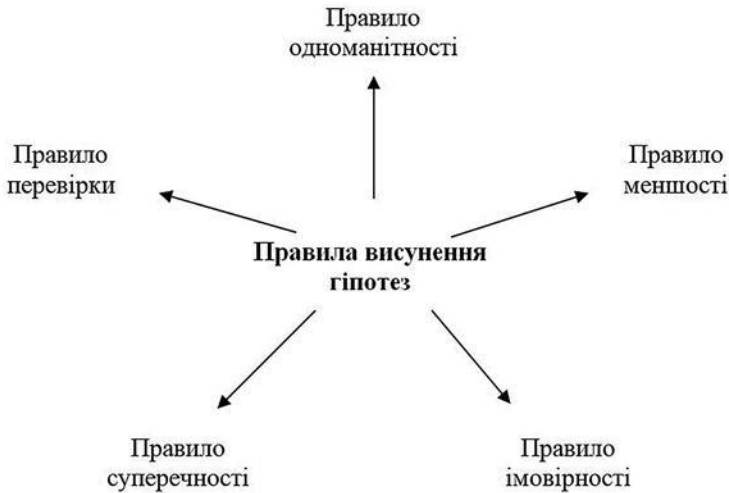 Правило
одноманітності
Правило
перевірки
Правило
меншості
Правила висунення
гіпотез
Правило
суперечності
Правило
імовірності